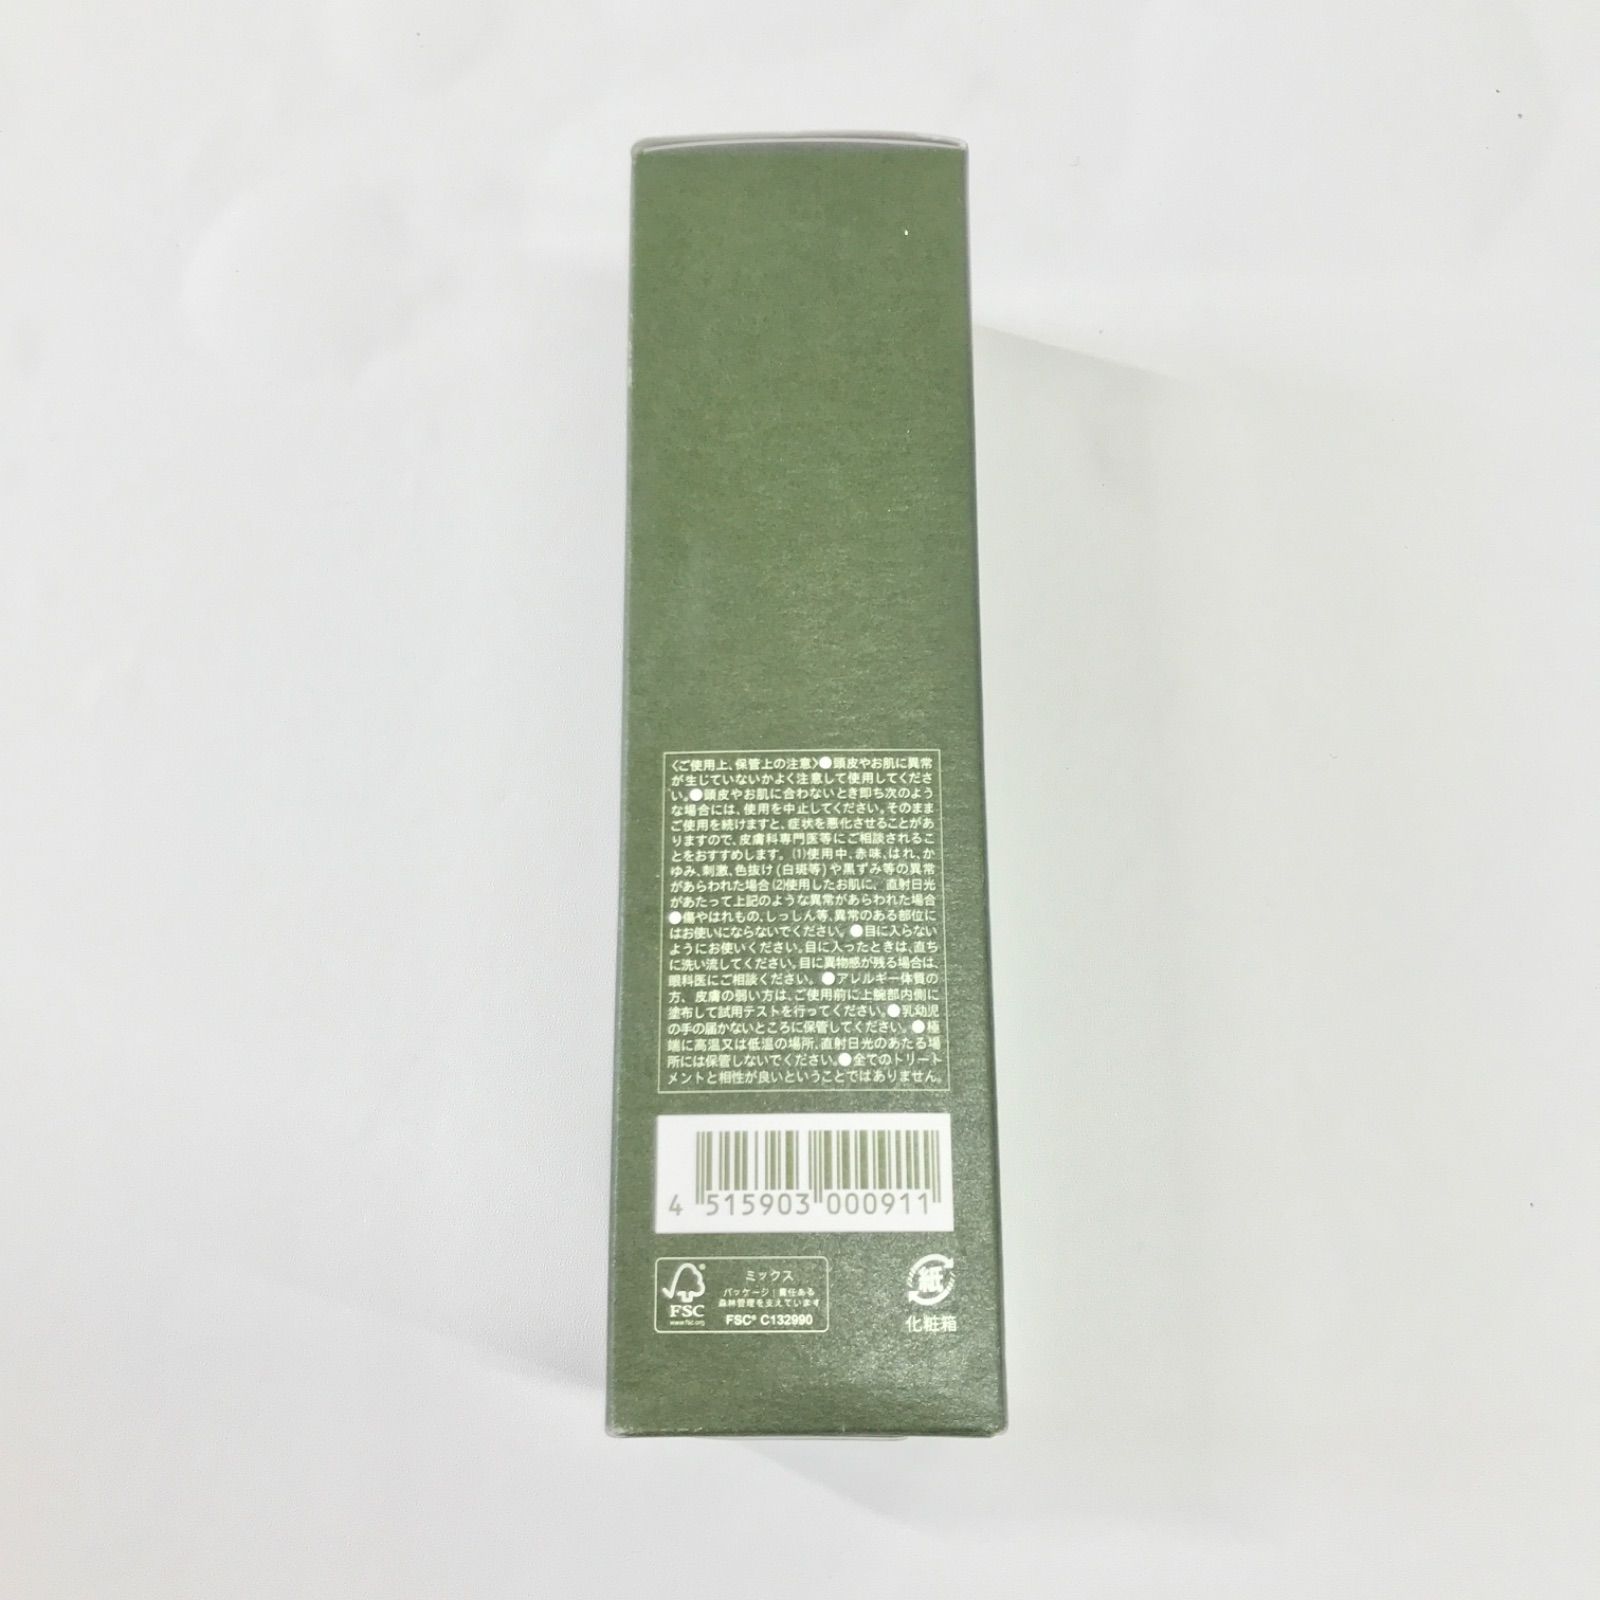 〈ご使用上、保管上の注意〉●頭皮やお肌に異常
が生じていないかよく注意して使用してくださ
い。●頭皮やお肌に合わないとき即ち次のよう
な場合には、使用を中止してください。そのまま
ご使用を続けますと、症状を悪化させることがあ
りますので、皮膚科専門医等にご相談されるこ
とをおすすめします。(1)使用中、赤味、はれ、か
ゆみ、刺激、色抜け(白斑等)や黒ずみ等の異常
があらわれた場合(2)使用したお肌に、直射日光
があたって上記のような異常があらわれた場合
●傷やはれもの、しっしん等、異常のある部位に
はお使いにならないでください。●目に入らない
ようにお使いください。目に入ったときは、直ち
に洗い流してください。目に異物感が残る場合は、
眼科医にご相談ください。●アレルギー体質の
方、皮膚の弱い方は、ご使用前に上腕部内側に
塗布して試用テストを行ってください。●乳幼児
の手の届かないところに保管してください。●極
端に高温又は低温の場所、直射日光のあたる場
所には保管しないでください。●全てのトリート
メントと相性が良いということではありません。
4 515903 000911
FSC
www.fsc.org
ミックス
パッケージ|責任ある
森林管理を支えています
FSC® C132990
紙
化粧箱